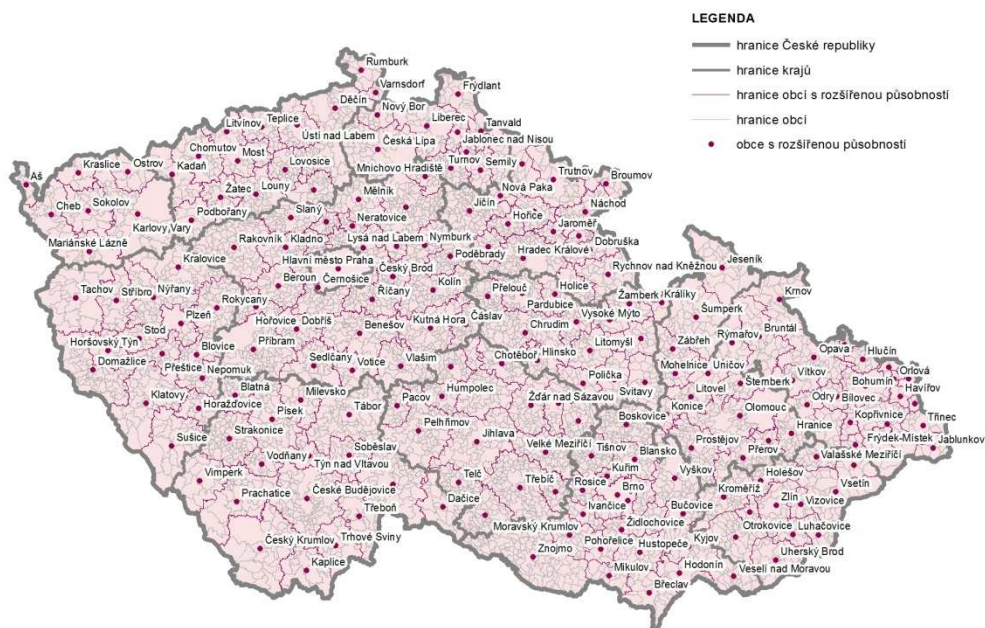 LEGENDA
hranice České republiky
hranice krajů
hranice obcí s rozšířenou působností
hranice obcí
obce s rozšířenou působností
Rumburk
Varnsdorf
Frýdlant
Děčín
Nový Bor
Litvínov
Teplice
Liberec
Tanvald
Ústí nad Labem
Česká Lípa
Jablonec nad Nisou
Chomutov
Most
Lovosice
Turnov
Semily
Kraslice
Ostrov
Kadaň
Mnichovo Hradiště
Trutnov
Broumov
Aš
Žatec
Louny
Mělník
Nová Paka
Cheb
Sokolov
Podbořany
Slaný
Neratovice
Jičín
Hořice
Náchod
Karlovy Vary
Jaroměř
Mariánské Lázně
Rakovník
Kladno
Lysá nad Labem
Nymburk
Dobruška
Kralovice
Hlavní město Praha
Český Brod
Poděbrady
Hradec Králové
Rychnov nad Kněžnou
Jeseník
Beroun
Černošice
Říčany
Kolín
Přelouč
Holice
Tachov
Stříbro
Nýřany
Rokycany
Pardubice
Žamberk
Králíky
Krnov
Plzeň
Hořovice
Dobříš
Benešov
Kutná Hora
Čáslav
Chrudim
Vysoké Mýto
Šumperk
Stod
Horšovský Týn
Blovice
Příbram
Litomyšl
Zábřeh
Rýmařov
Bruntál
Domažlice
Přeštice
Nepomuk
Sedlčany
Votice
Vlašim
Chotěboř
Hlinsko
Mohelnice
Uničov
Opava
Hlučín
Polička
Svitavy
Litovel
Šternberk
Vítkov
Bohumín
Orlová
Klatovy
Horažďovice
Blatná
Milevsko
Pacov
Humpolec
Žďár nad Sázavou
Konice
Odry
Bílovec
Havířov
Písek
Tábor
Boskovice
Olomouc
Kopřivnice
Třinec
Sušice
Strakonice
Pelhřimov
Jihlava
Hranice
Frýdek-Místek
Jablunkov
Soběslav
Velké Meziříčí
Tišnov
Blansko
Prostějov
Přerov
Valašské Meziříčí
Vodňany
Týn nad Vltavou
Kuřim
Vimperk
Telč
Třebíč
Rosice
Brno
Vyškov
Holešov
Vsetín
Prachatice
České Budějovice
Dačice
Ivančice
Bučovice
Kroměříž
Zlín
Vizovice
Třeboň
Moravský Krumlov
Židlochovice
Otrokovice
Luhačovice
Český Krumlov
Trhové Sviny
Znojmo
Pohořelice
Hustopeče
Kyjov
Uherský Brod
Kaplice
Mikulov
Hodonín
Veselí nad Moravou
Břeclav